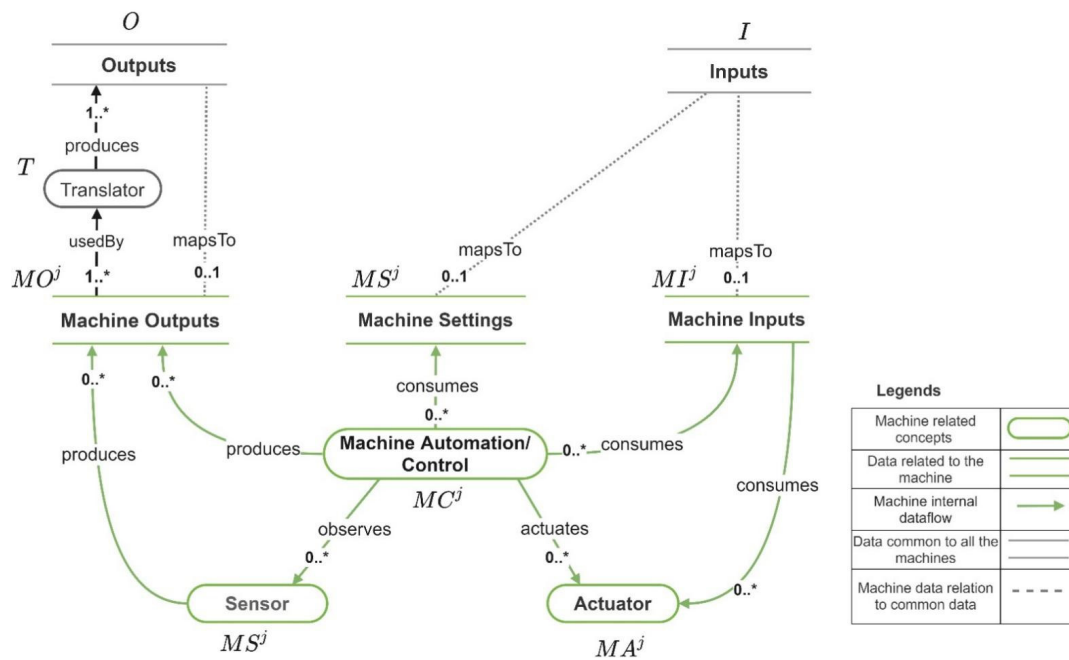 O
Outputs
1..*
produces
T
Translator
usedBy
1..*
mapsTo
0..1
MO^j
Machine Outputs
I
Inputs
mapsTo
0..1
MS^j
Machine Settings
mapsTo
0..1
MI^j
Machine Inputs
0..*
0..*
consumes
0..*
produces
produces
Machine Automation/
Control
MC^j
0..*
consumes
consumes
observes
0..*
actuates
0..*
0..*
Sensor
MS^j
Actuator
MA^j
Legends
Machine related
concepts
Data related to the
machine
Machine internal
dataflow
Data common to all the
machines
Machine data relation
to common data